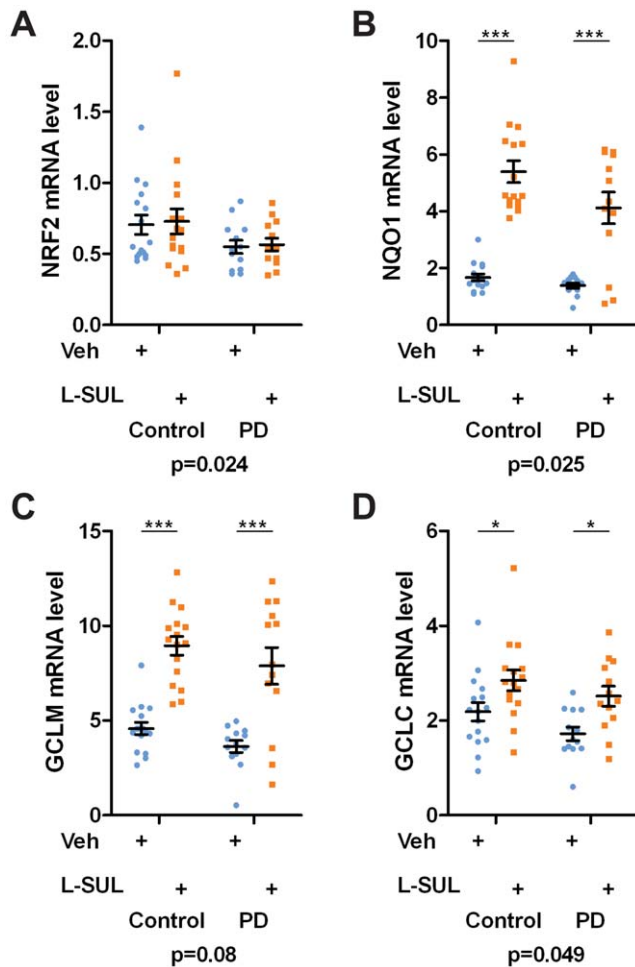 A
NRF2 mRNA level
2.0
1.5
1.0
0.5
0.0
Veh + +
L-SUL + +
Control PD
p=0.024
B
NQO1 mRNA level
*** ***
10
8
6
4
2
0
Veh + +
L-SUL + +
Control PD
p=0.025
C
GCLM mRNA level
*** ***
15
10
5
0
Veh + +
L-SUL + +
Control PD
p=0.08
D
GCLC mRNA level
* *
6
4
2
0
Veh + +
L-SUL + +
Control PD
p=0.049